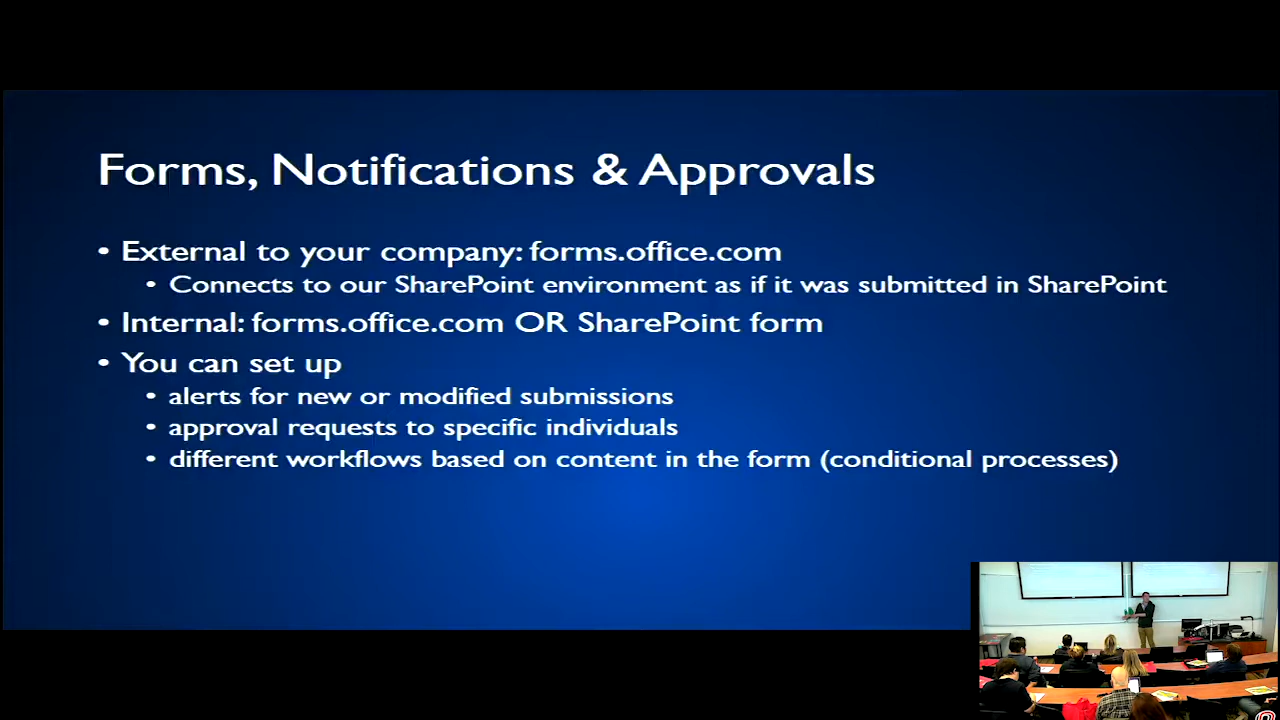 Forms, Notifications & Approvals
• External to your company: forms.office.com
• Connects to our SharePoint environment as if it was submitted in SharePoint
• Internal: forms.office.com OR SharePoint form
• You can set up
• alerts for new or modified submissions
• approval requests to specific individuals
• different workflows based on content in the form (conditional processes)